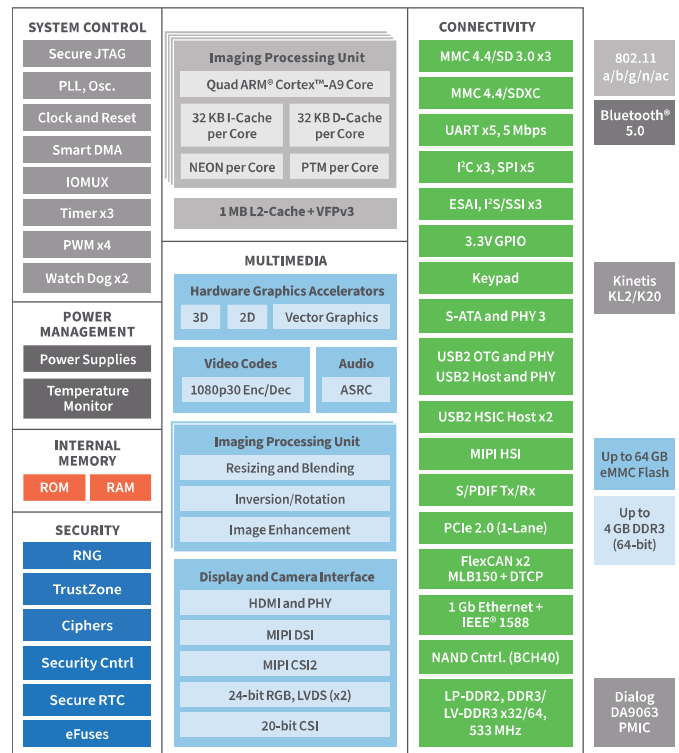 SYSTEM CONTROL
Secure JTAG
PLL, Osc.
Clock and Reset
Smart DMA
IOMUX
Timer x3
PWM x4
Watch Dog x2
POWER
MANAGEMENT
Power Supplies
Temperature
Monitor
INTERNAL
MEMORY
ROM
RAM
SECURITY
RNG
TrustZone
Ciphers
Security Cntrl
Secure RTC
eFuses
Imaging Processing Unit
Quad ARM® Cortex™-A9 Core
32 KB I-Cache
per Core
32 KB D-Cache
per Core
NEON per Core
PTM per Core
1 MB L2-Cache + VFPv3
MULTIMEDIA
Hardware Graphics Accelerators
3D
2D
Vector Graphics
Video Codes
1080p30 Enc/Dec
Audio
ASRC
Imaging Processing Unit
Resizing and Blending
Inversion/Rotation
Image Enhancement
Display and Camera Interface
HDMI and PHY
MIPI DSI
MIPI CSI2
24-bit RGB, LVDS (x2)
20-bit CSI
CONNECTIVITY
MMC 4.4/SD 3.0 x3
MMC 4.4/SDXC
UART x5, 5 Mbps
I²C x3, SPI x5
ESAI, I²S/SSI x3
3.3V GPIO
Keypad
S-ATA and PHY 3
USB2 OTG and PHY
USB2 Host and PHY
USB2 HSIC Host x2
MIPI HSI
S/PDIF Tx/Rx
PCIe 2.0 (1-Lane)
FlexCAN x2
MLB150 + DTCP
1 Gb Ethernet +
IEEE® 1588
NAND Cntrl. (BCH40)
LP-DDR2, DDR3/
LV-DDR3 x32/64,
533 MHz
802.11
a/b/g/n/ac
Bluetooth®
5.0
Kinetis
KL2/K20
Up to 64 GB
eMMC Flash
Up to
4 GB DDR3
(64-bit)
Dialog
DA9063
PMIC